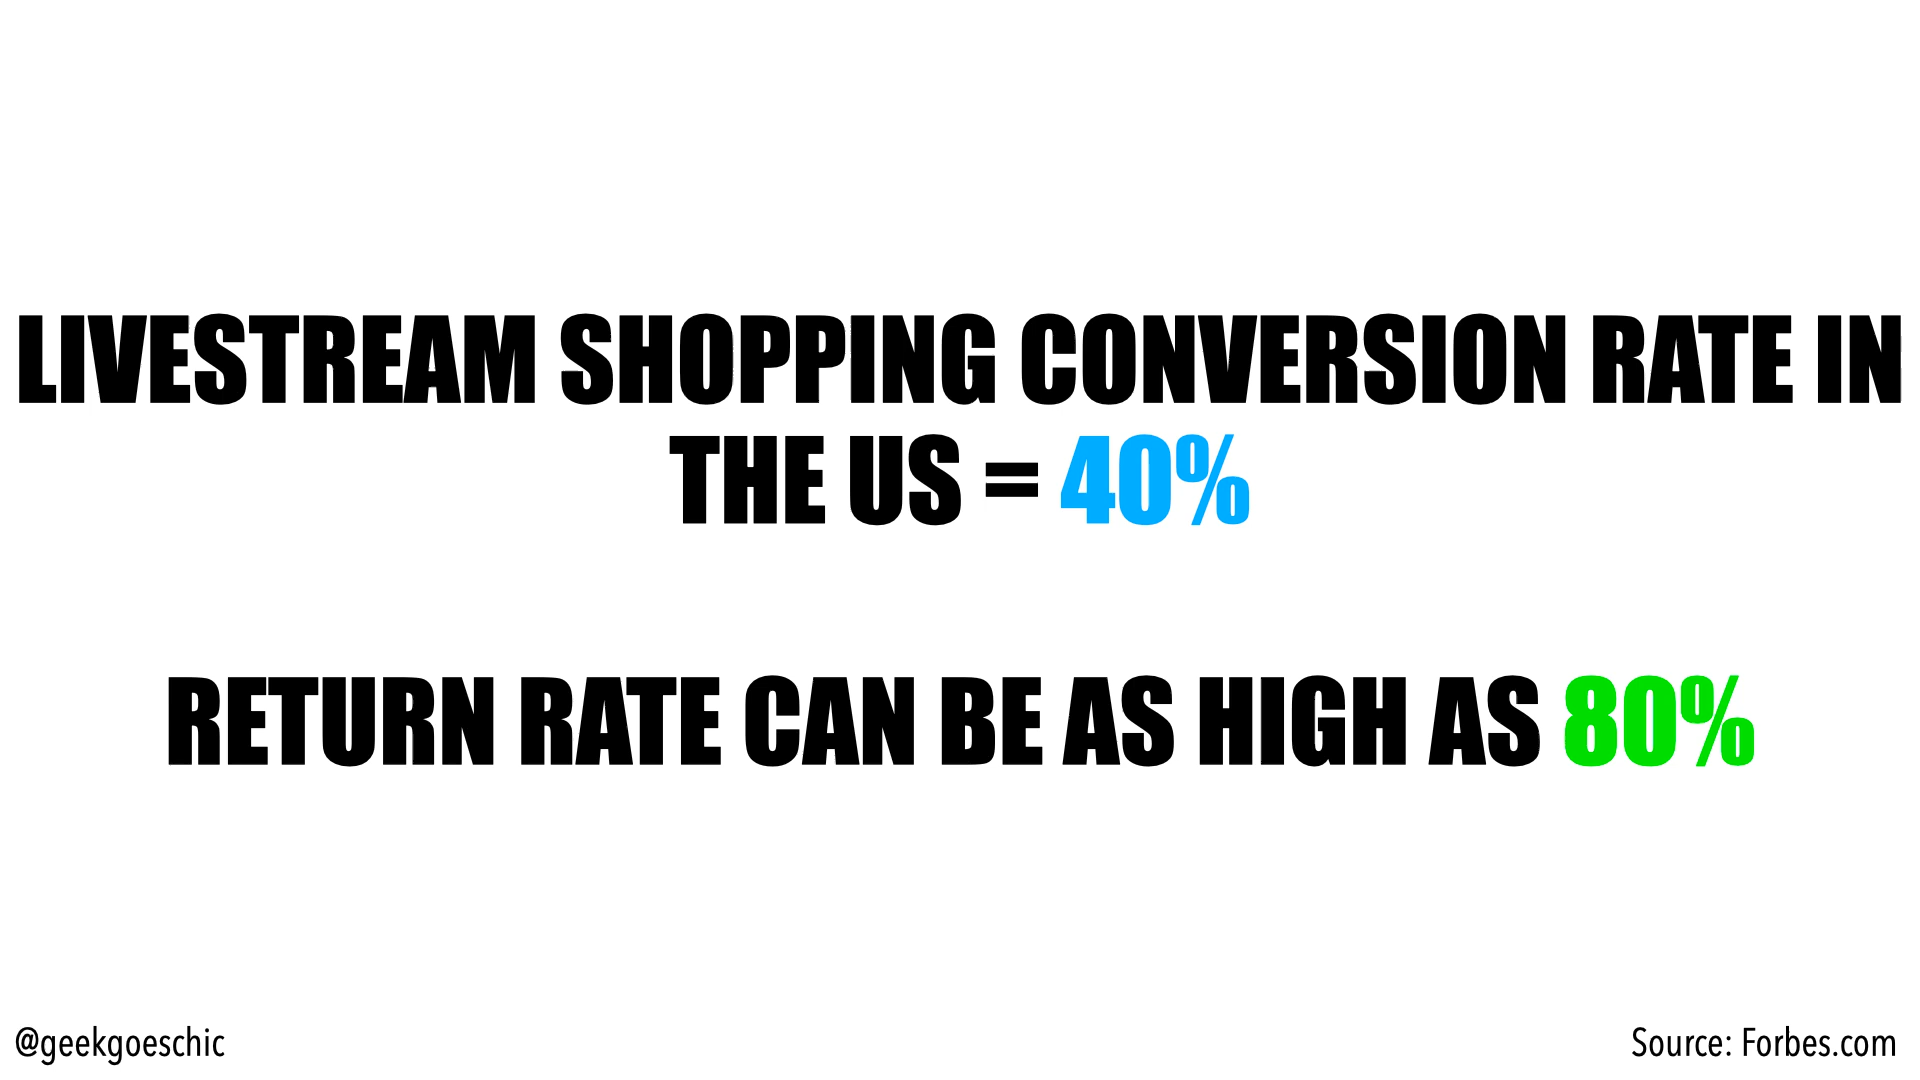 LIVESTREAM SHOPPING CONVERSION RATE IN
THE US = 40%
RETURN RATE CAN BE AS HIGH AS 80%
@geekgoeschic
Source: Forbes.com